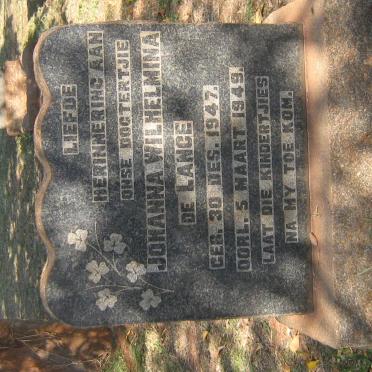 LIEFDE
HERINNERING AAN
ONSE DOGTERTJIE
JOHANNA WILHELMINA
DE LANGE
GEB. 30 DES. 1947.
OORL. 5 MAART 1949.
LAAT DIE KINDERTJIES
NA MY TOE KOM.